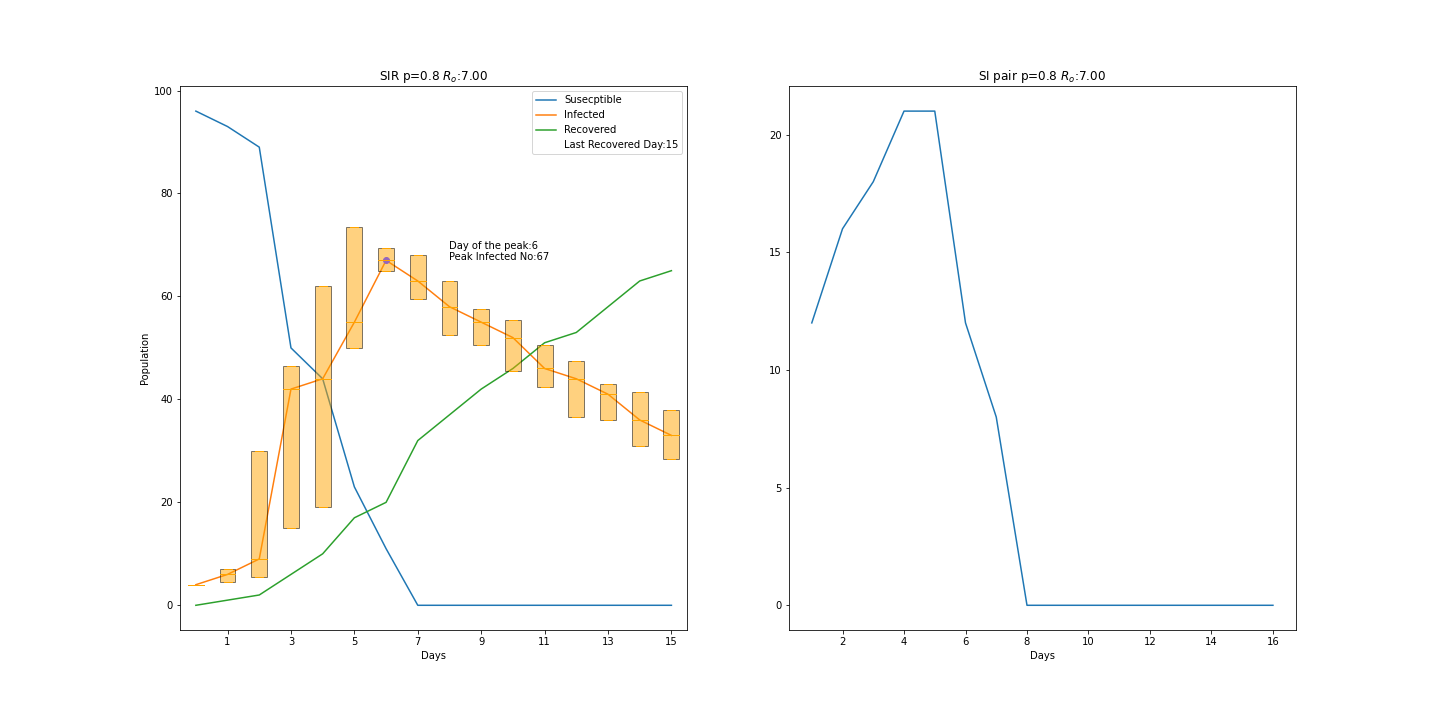 SIR p=0.8 Rₒ:7.00
100
80
60
40
20
0
Population
Susecptible
Infected
Recovered
Last Recovered Day:15
Day of the peak:6
Peak Infected No:67
1 3 5 7 9 11 13 15
Days
SI pair p=0.8 Rₒ:7.00
20
15
10
5
0
2 4 6 8 10 12 14 16
Days